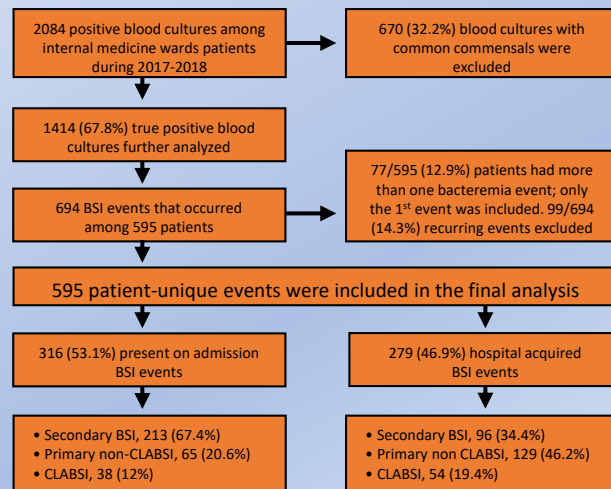 2084 positive blood cultures among
internal medicine wards patients
during 2017-2018
670 (32.2%) blood cultures with
common commensals were
excluded
1414 (67.8%) true positive blood
cultures further analyzed
694 BSI events that occurred
among 595 patients
77/595 (12.9%) patients had more
than one bacteremia event; only
the 1st event was included. 99/694
(14.3%) recurring events excluded
595 patient-unique events were included in the final analysis
316 (53.1%) present on admission
BSI events
279 (46.9%) hospital acquired
BSI events
• Secondary BSI, 213 (67.4%)
• Primary non-CLABSI, 65 (20.6%)
• CLABSI, 38 (12%)
• Secondary BSI, 96 (34.4%)
• Primary non CLABSI, 129 (46.2%)
• CLABSI, 54 (19.4%)